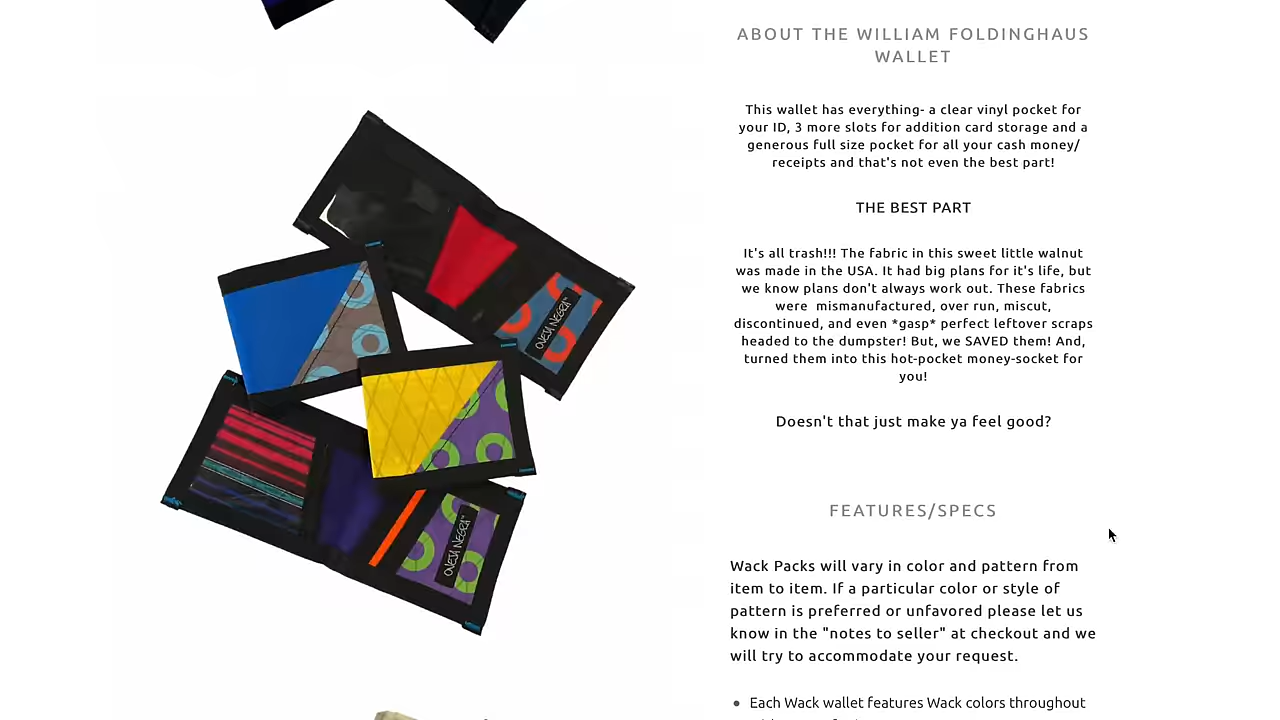 ABOUT THE WILLIAM FOLDINGHAUS
WALLET
This wallet has everything- a clear vinyl pocket for
your ID, 3 more slots for addition card storage and a
generous full size pocket for all your cash money/
receipts and that's not even the best part!
THE BEST PART
It's all trash!!! The fabric in this sweet little walnut
was made in the USA. It had big plans for it's life, but
we know plans don't always work out. These fabrics
were  mismanufactured, over run, miscut,
discontinued, and even *gasp* perfect leftover scraps
headed to the dumpster! But, we SAVED them! And,
turned them into this hot-pocket money-socket for
you!
Doesn't that just make ya feel good?
FEATURES/SPECS
Wack Packs will vary in color and pattern from
item to item. If a particular color or style of
pattern is preferred or unfavored please let us
know in the "notes to seller" at checkout and we
will try to accommodate your request.
• Each Wack wallet features Wack colors throughout
OVEJA NEGRA™
OVEJA NEGRA™